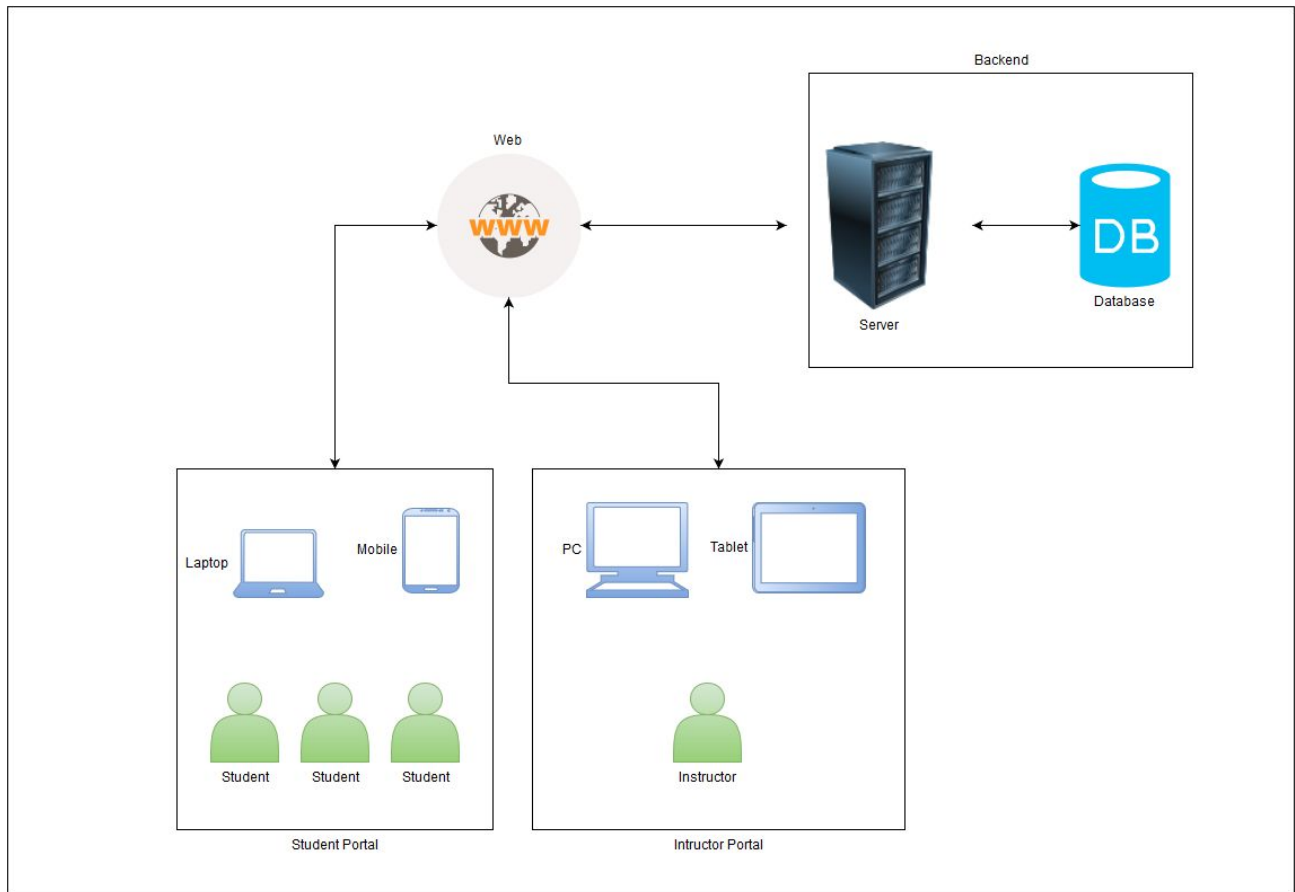 Backend
Web
www
DB
Server
Database
Laptop
Mobile
PC
Tablet
Student
Student
Student
Instructor
Student Portal
Intructor Portal